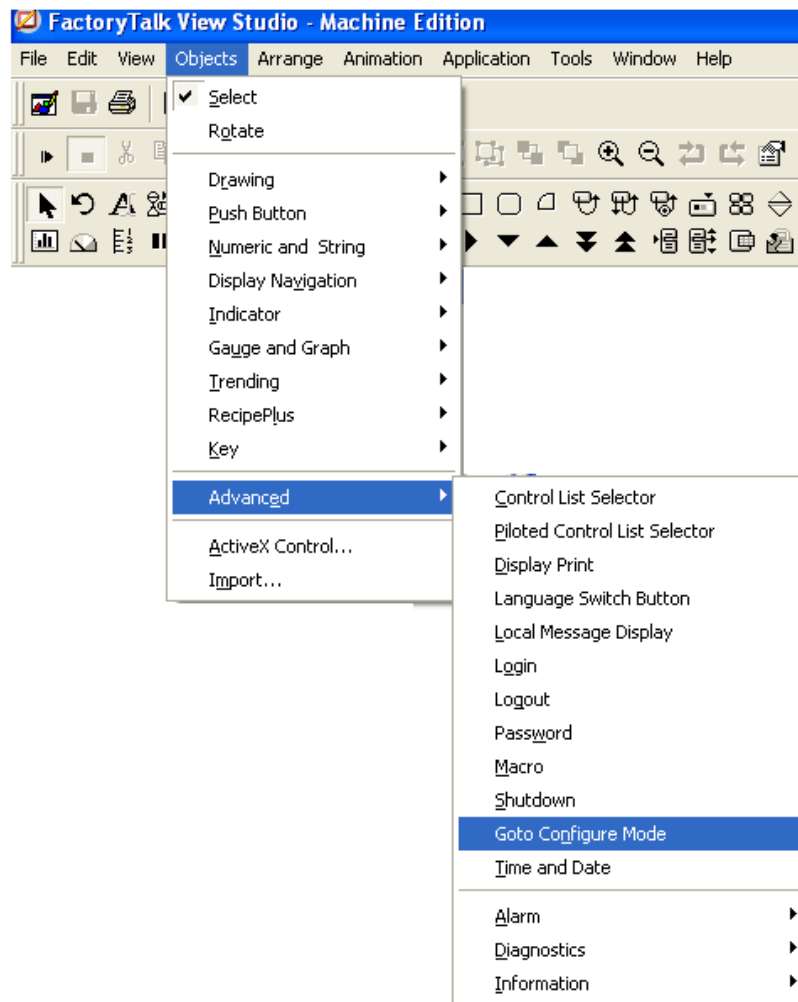 FactoryTalk View Studio - Machine Edition
File Edit View Objects Arrange Animation Application Tools Window Help
Select
Rotate
Drawing
Push Button
Numeric and String
Display Navigation
Indicator
Gauge and Graph
Trending
RecipePlus
Key
Advanced
ActiveX Control...
Import...
Control List Selector
Piloted Control List Selector
Display Print
Language Switch Button
Local Message Display
Login
Logout
Password
Macro
Shutdown
Goto Configure Mode
Time and Date
Alarm
Diagnostics
Information